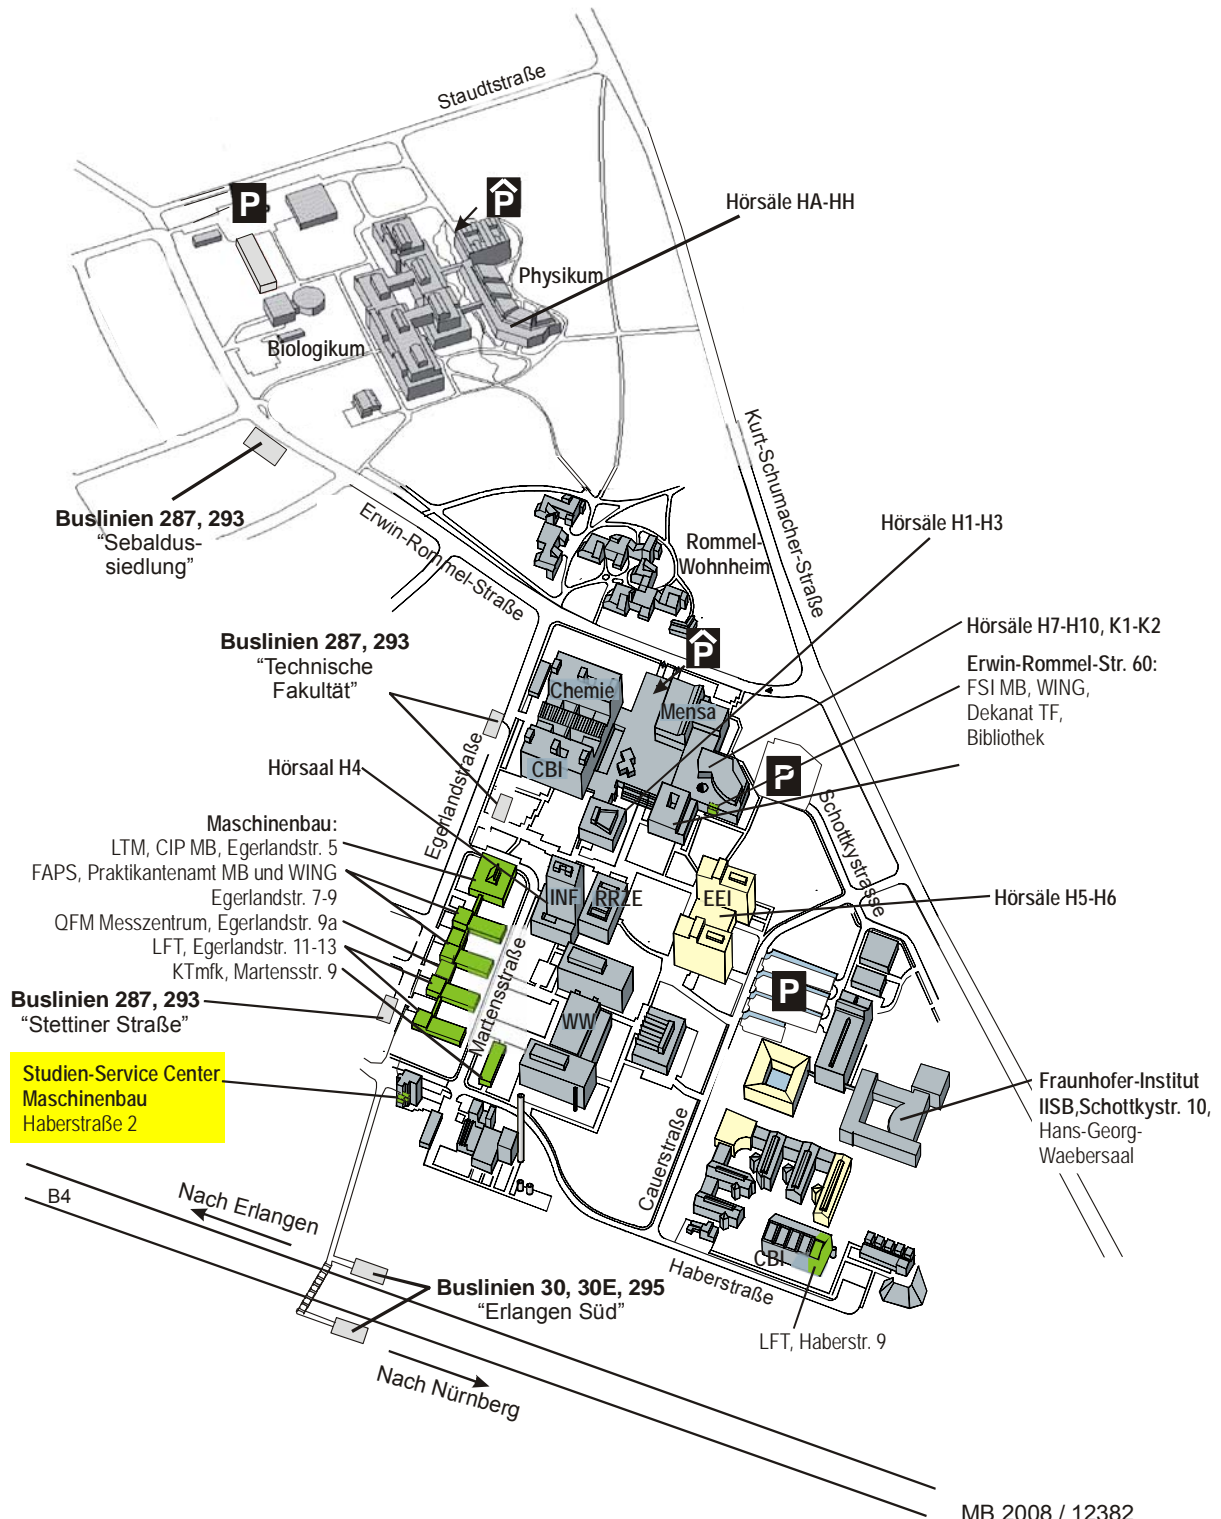 Staudtstraße
P
P
Hörsäle HA-HH
Physikum
Biologikum
Kurt-Schumacher-Straße
Buslinien 287, 293
“Sebaldus-
siedlung”
Erwin-Rommel-Straße
Rommel-
Wohnheim
Hörsäle H1-H3
Buslinien 287, 293
“Technische
Fakultät”
P
Hörsäle H7-H10, K1-K2
Erwin-Rommel-Str. 60:
FSI MB, WING,
Dekanat TF,
Bibliothek
Chemie
Mensa
CBI
P
Hörsaal H4
Egerlandstraße
Schottkystrasse
Maschinenbau:
LTM, CIP MB, Egerlandstr. 5
FAPS, Praktikantenamt MB und WING
Egerlandstr. 7-9
QFM Messzentrum, Egerlandstr. 9a
LFT, Egerlandstr. 11-13
KTmfk, Martensstr. 9
INF
RRZE
EEI
Hörsäle H5-H6
Martensstraße
P
Buslinien 287, 293
“Stettiner Straße”
WW
Studien-Service Center
Maschinenbau
Haberstraße 2
Fraunhofer-Institut
IISB,Schottkystr. 10,
Hans-Georg-
Waebersaal
Cauerstraße
B4
Nach Erlangen
Haberstraße
CBI
Buslinien 30, 30E, 295
“Erlangen Süd”
LFT, Haberstr. 9
Nach Nürnberg
MB 2008 / 12382